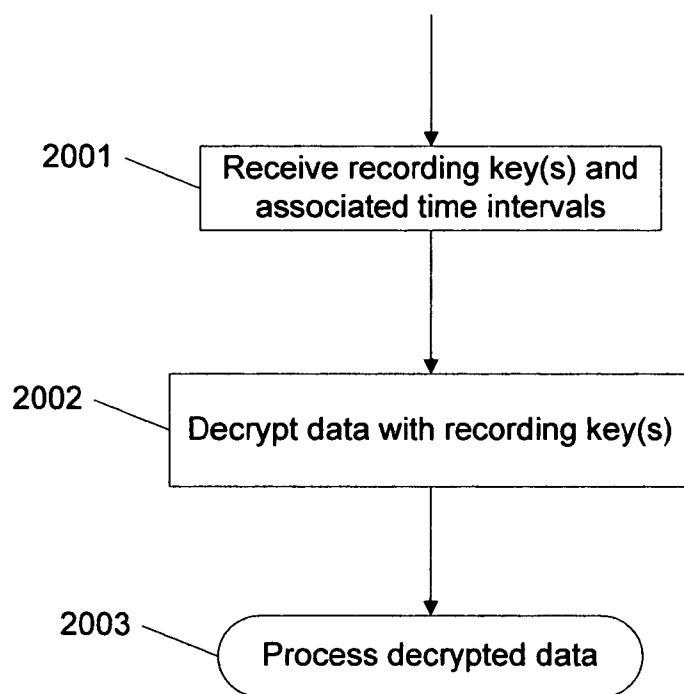 2001
Receive recording key(s) and
associated time intervals
2002
Decrypt data with recording key(s)
2003
Process decrypted data